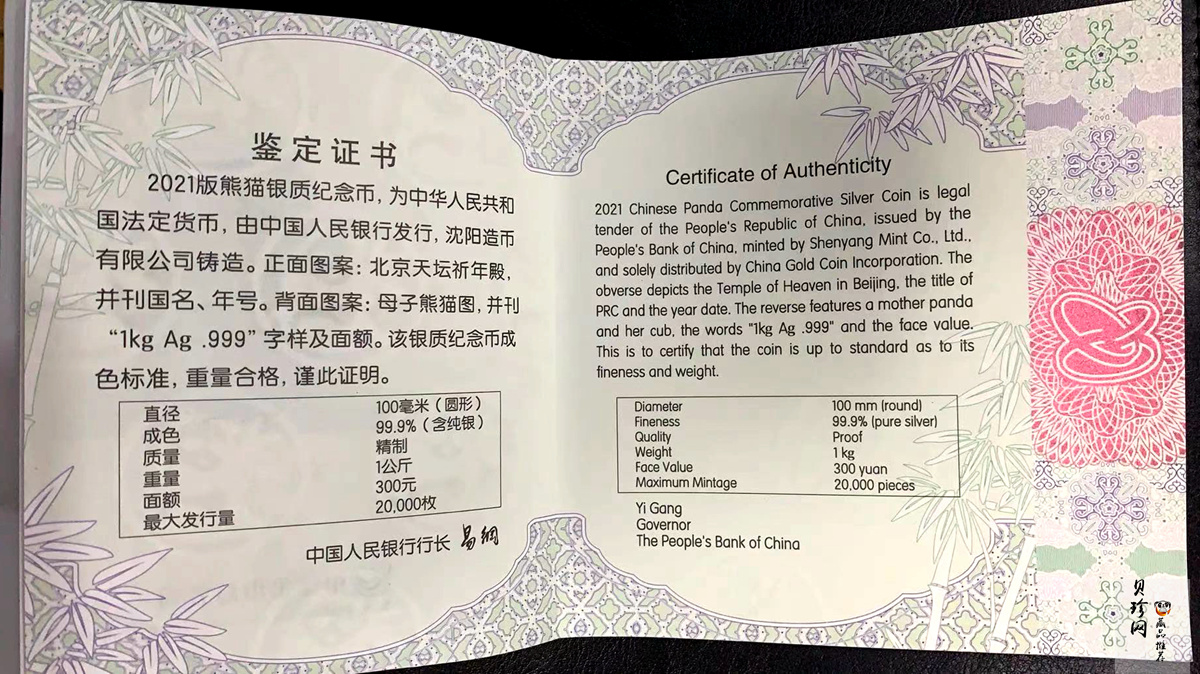 鉴定证书
2021版熊猫银质纪念币，为中华人民共和
国法定货币，由中国人民银行发行，沈阳造币
有限公司铸造。正面图案：北京天坛祈年殿，
并刊国名、年号。背面图案：母子熊猫图，并刊
“1kg Ag .999”字样及面额。该银质纪念币成
色标准，重量合格，谨此证明。
直径 100毫米（圆形）
成色 99.9%（含纯银）
质量 精制
重量 1公斤
面额 300元
最大发行量 20,000枚
中国人民银行行长 易纲
Certificate of Authenticity
2021 Chinese Panda Commemorative Silver Coin is legal
tender of the People's Republic of China, issued by the
People's Bank of China, minted by Shenyang Mint Co., Ltd.,
and solely distributed by China Gold Coin Incorporation. The
obverse depicts the Temple of Heaven in Beijing, the title of
PRC and the year date. The reverse features a mother panda
and her cub, the words "1kg Ag .999" and the face value.
This is to certify that the coin is up to standard as to its
fineness and weight.
Diameter 100 mm (round)
Fineness 99.9% (pure silver)
Quality Proof
Weight 1 kg
Face Value 300 yuan
Maximum Mintage 20,000 pieces
Yi Gang
Governor
The People's Bank of China
贝珍网
藏品推荐